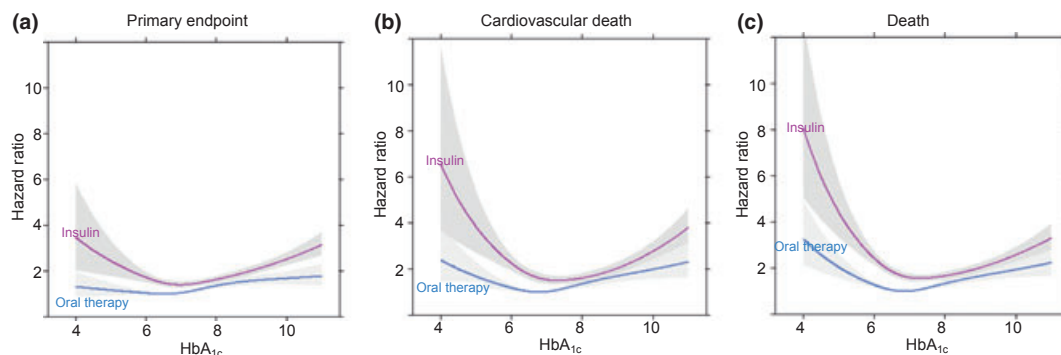 (a) Primary endpoint
Hazard ratio
10
8
6
4
2
Insulin
Oral therapy
4 6 8 10
HbA1c
(b) Cardiovascular death
Hazard ratio
10
8
6
4
2
Insulin
Oral therapy
4 6 8 10
HbA1c
(c) Death
Hazard ratio
10
8
6
4
2
Insulin
Oral therapy
4 6 8 10
HbA1c